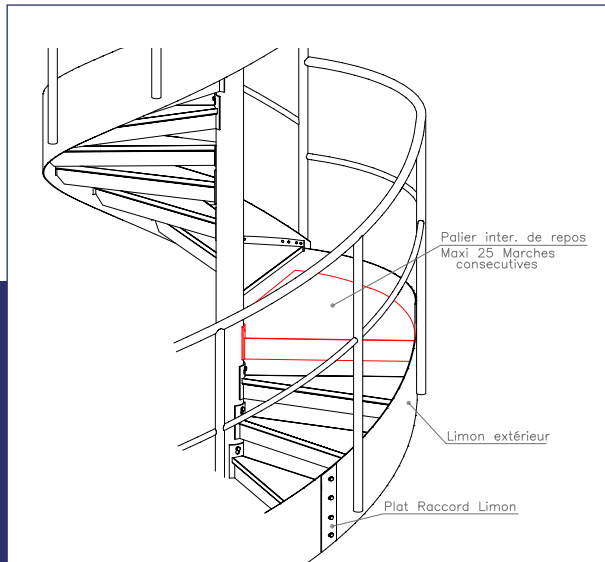 Palier inter. de repos
Maxi 25 Marches
consecutives
Limon extérieur
Plat Raccord Limon